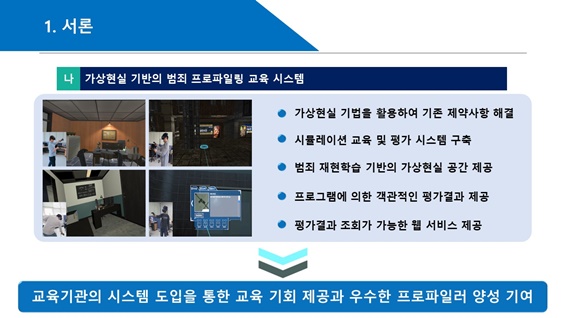 1. 서론
나 가상현실 기반의 범죄 프로파일링 교육 시스템
가상현실 기법을 활용하여 기존 제약사항 해결
시뮬레이션 교육 및 평가 시스템 구축
범죄 재현학습 기반의 가상현실 공간 제공
프로그램에 의한 객관적인 평가결과 제공
평가결과 조회가 가능한 웹 서비스 제공
교육기관의 시스템 도입을 통한 교육 기회 제공과 우수한 프로파일러 양성 기여